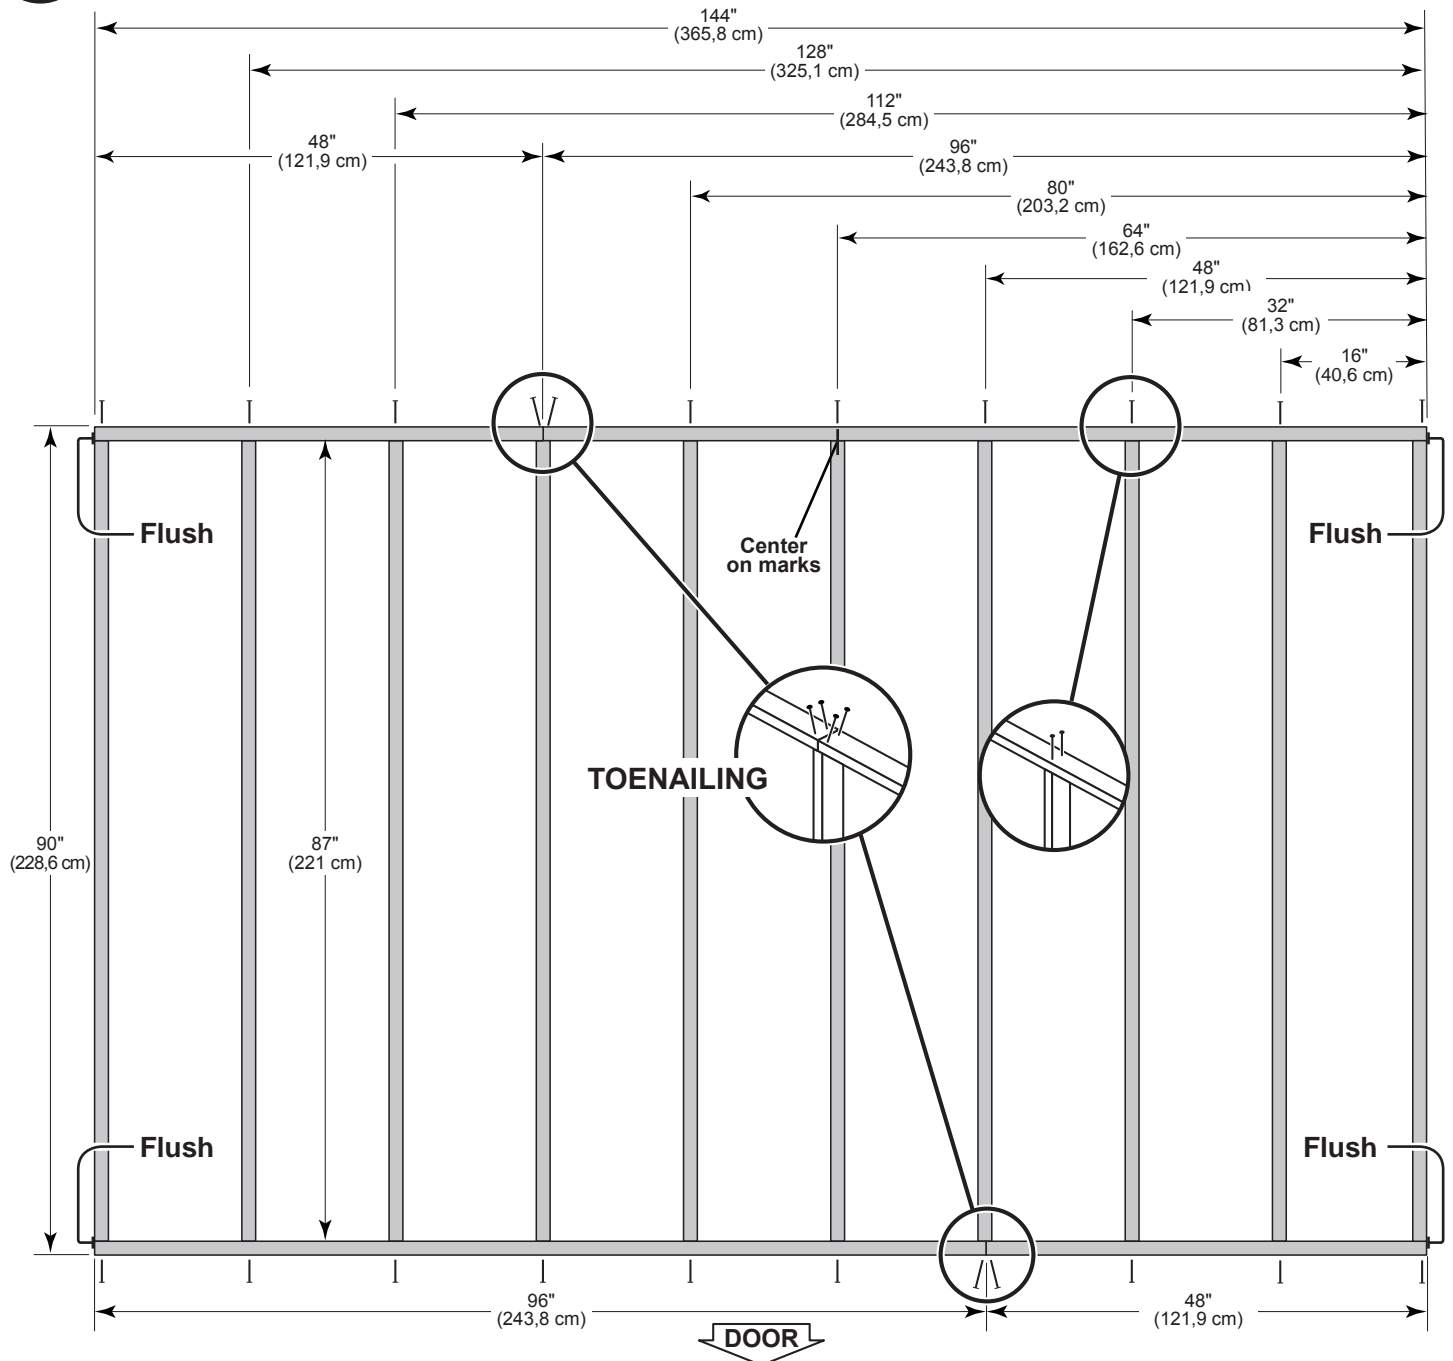 144"
(365,8 cm)
128"
(325,1 cm)
112"
(284,5 cm)
48"
(121,9 cm)
96"
(243,8 cm)
80"
(203,2 cm)
64"
(162,6 cm)
48"
(121,9 cm)
32"
(81,3 cm)
16"
(40,6 cm)
Flush
Flush
Center
on marks
TOENAILING
90"
(228,6 cm)
87"
(221 cm)
Flush
Flush
96"
(243,8 cm)
48"
(121,9 cm)
DOOR